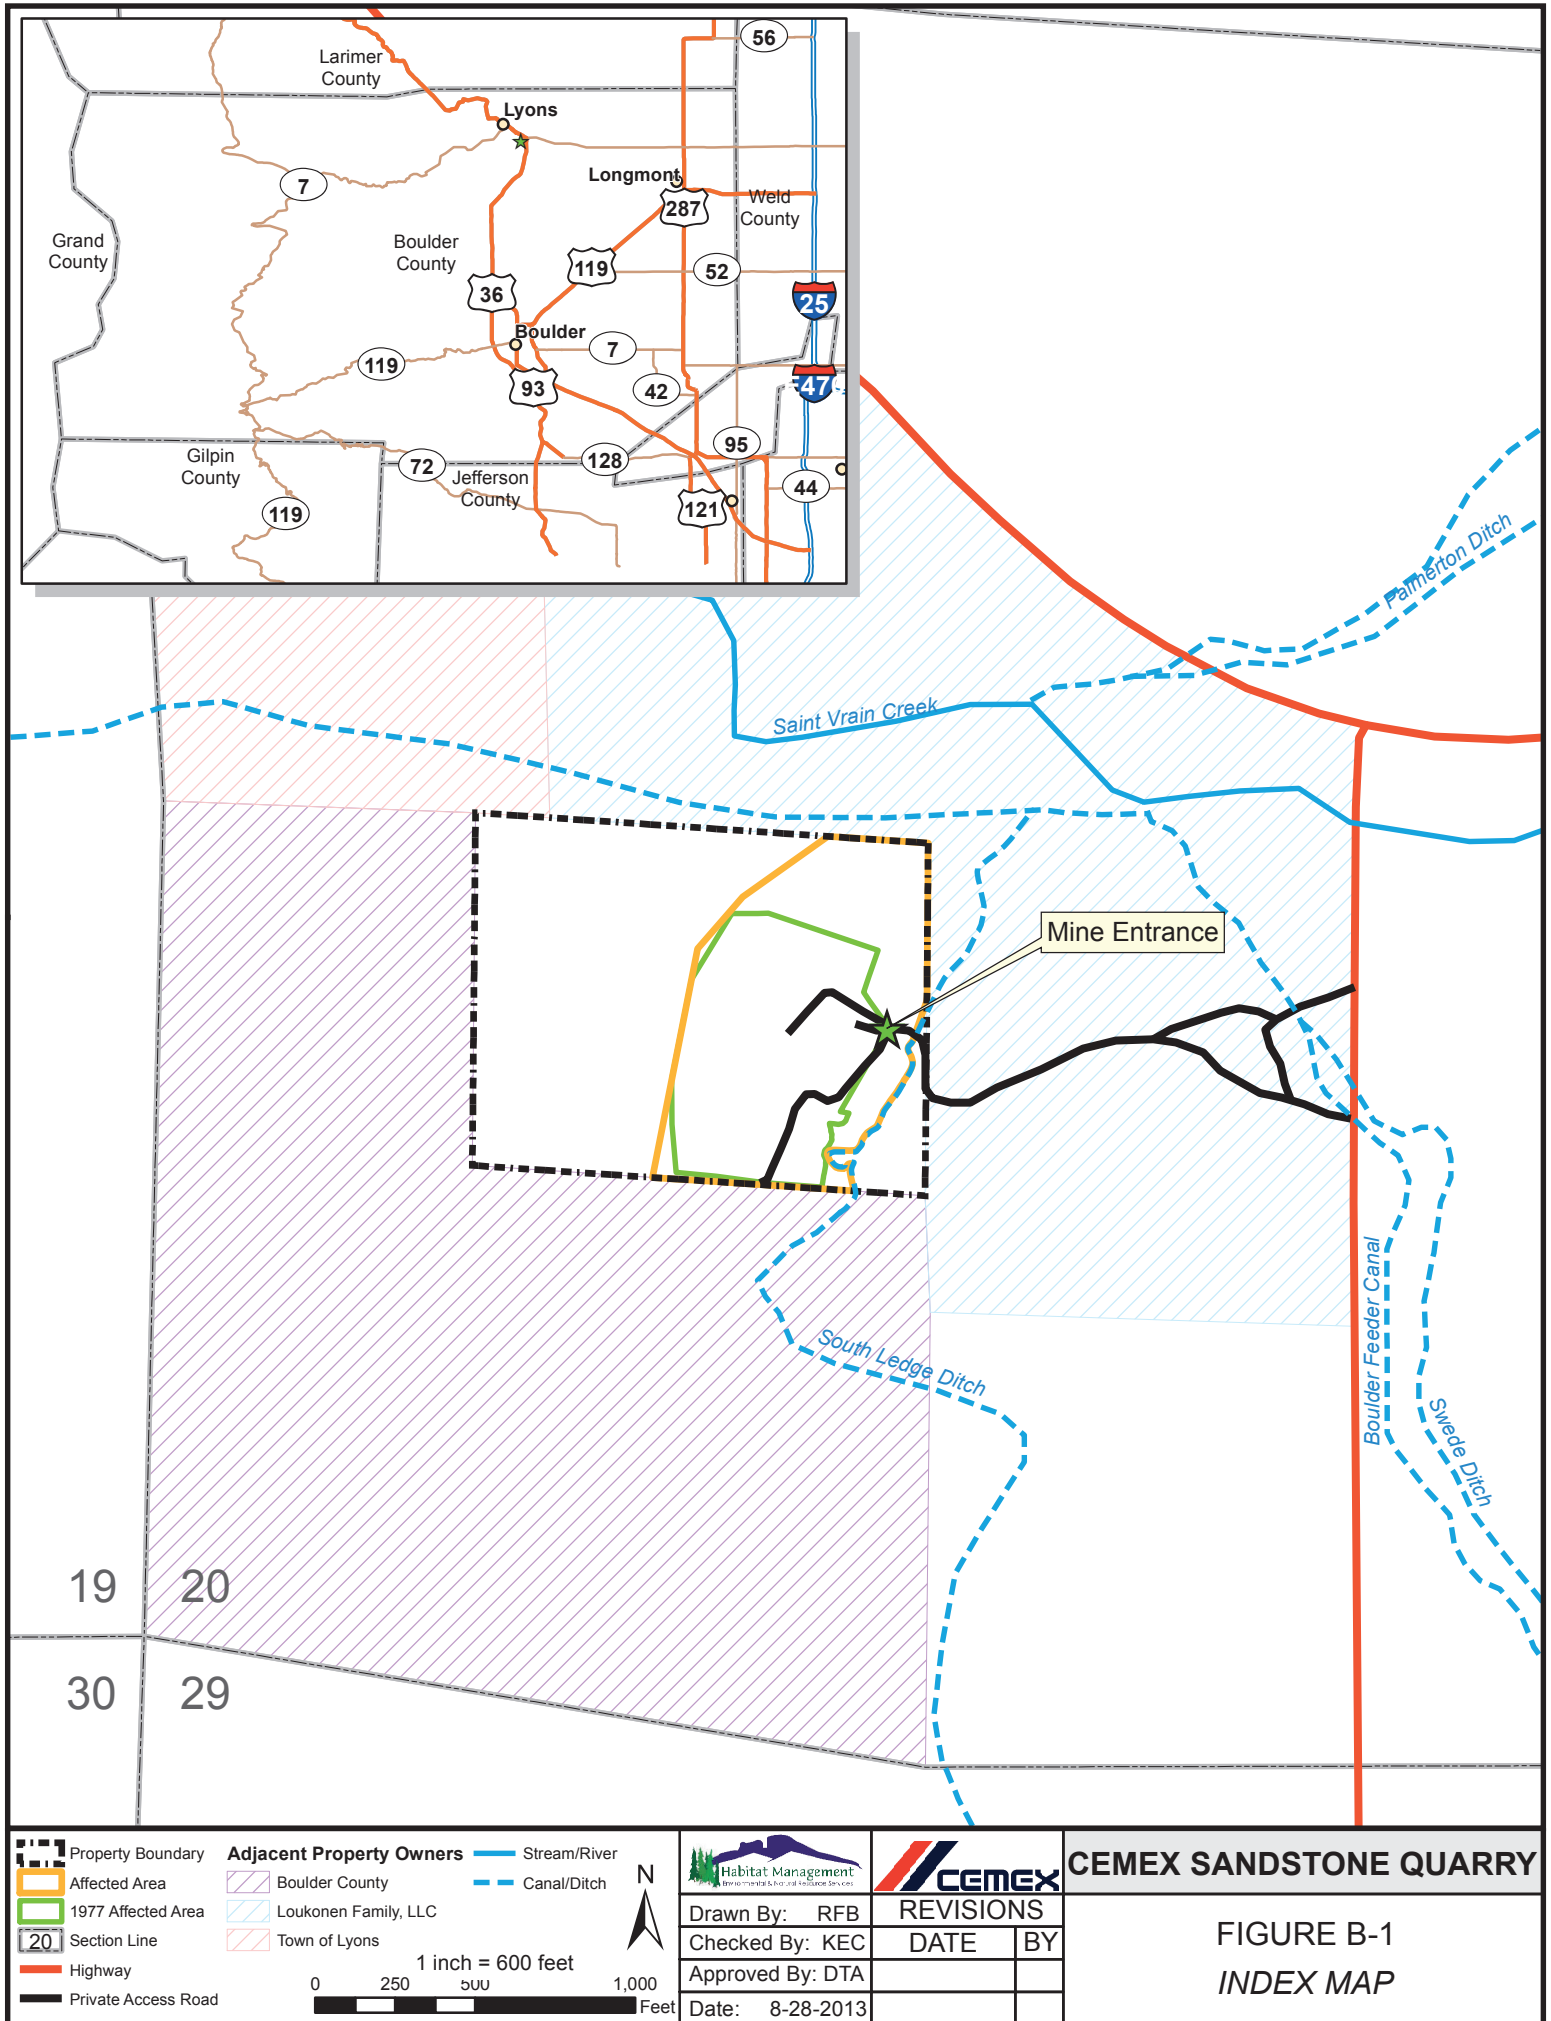 56
Larimer
County
Lyons
7
Longmont
287
Weld
County
Grand
County
Boulder
County
119
52
36
25
Boulder
7
119
93
42
95
Gilpin
County
72
Jefferson
County
128
44
119
121
Palmerton Ditch
Saint Vrain Creek
Mine Entrance
South Ledge Ditch
Boulder Feeder Canal
Swede Ditch
19 20
30 29
Property Boundary
Affected Area
1977 Affected Area
20 Section Line
Highway
Private Access Road
Adjacent Property Owners
Boulder County
Loukonen Family, LLC
Town of Lyons
Stream/River
Canal/Ditch
N
1 inch = 600 feet
0 250 500 1,000
Feet
Habitat Management
Environmental & Natural Resource Services
CEMEX
Drawn By: RFB
Checked By: KEC
Approved By: DTA
Date: 8-28-2013
REVISIONS
DATE BY
CEMEX SANDSTONE QUARRY
FIGURE B-1
INDEX MAP